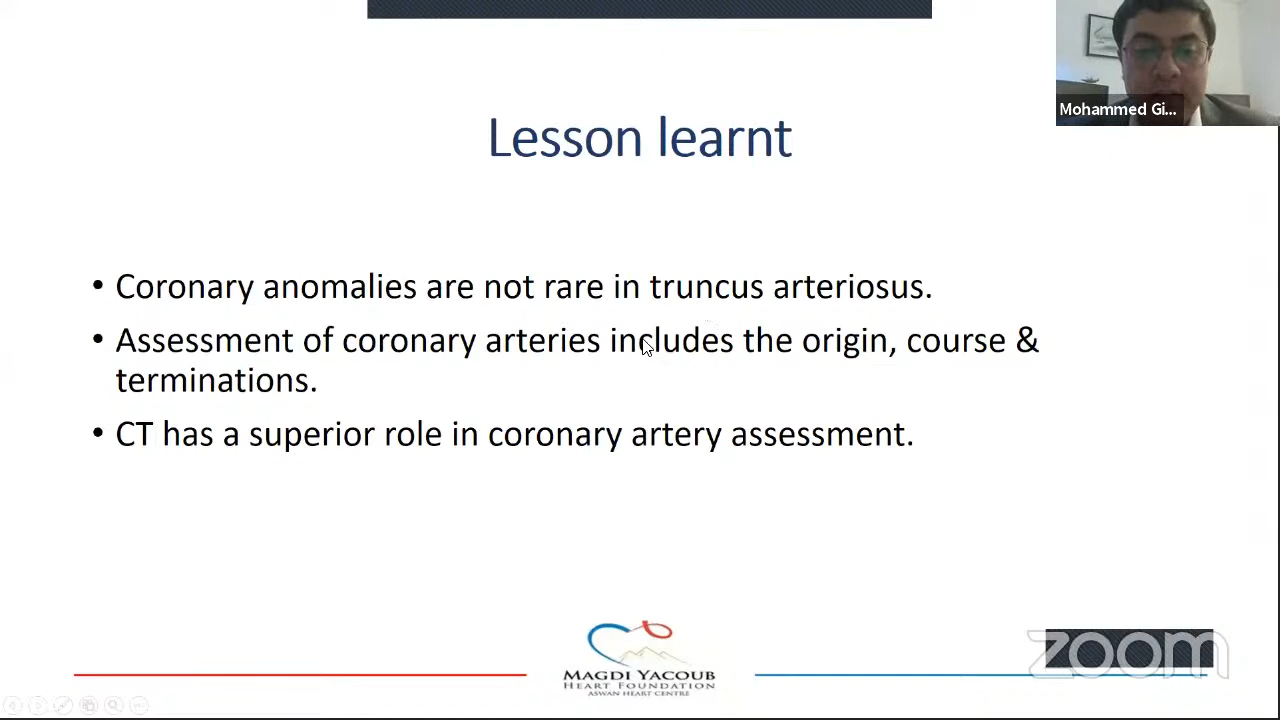 Mohammed Gi...
Lesson learnt
• Coronary anomalies are not rare in truncus arteriosus.
• Assessment of coronary arteries includes the origin, course &
terminations.
• CT has a superior role in coronary artery assessment.
MAGDI YACOUB
HEART FOUNDATION
ASWAN HEART CENTRE
zoom